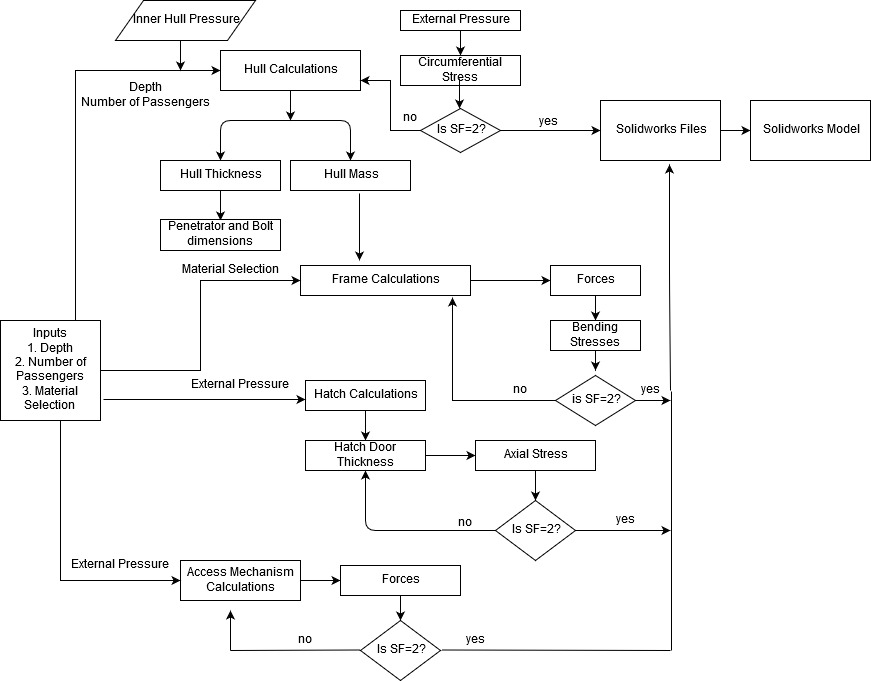 Inner Hull Pressure
External Pressure
Hull Calculations
Circumferential
Stress
Depth
Number of Passengers
no
Is SF=2?
yes
Solidworks Files
Solidworks Model
Hull Thickness
Hull Mass
Penetrator and Bolt
dimensions
Material Selection
Frame Calculations
Forces
Inputs
1. Depth
2. Number of
Passengers
3. Material
Selection
Bending
Stresses
External Pressure
Hatch Calculations
no
is SF=2?
yes
Hatch Door
Thickness
Axial Stress
no
Is SF=2?
yes
External Pressure
Access Mechanism
Calculations
Forces
no
Is SF=2?
yes